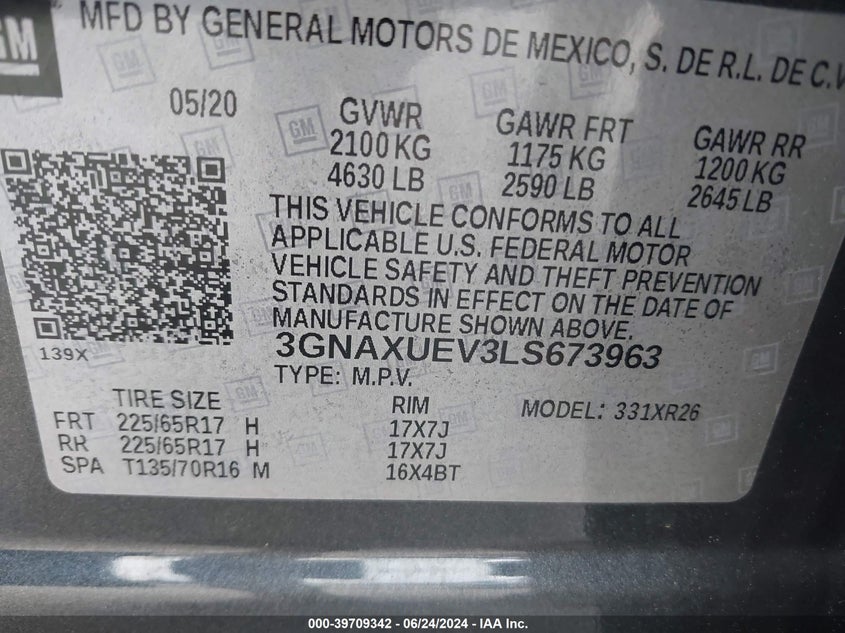 GM
MFD BY GENERAL MOTORS DE MEXICO, S. DE R.L. DE C.V
05/20 GVWR GAWR FRT GAWR RR
2100 KG 1175 KG 1200 KG
4630 LB 2590 LB 2645 LB
THIS VEHICLE CONFORMS TO ALL
APPLICABLE U.S. FEDERAL MOTOR
VEHICLE SAFETY AND THEFT PREVENTION
STANDARDS IN EFFECT ON THE DATE OF
MANUFACTURE SHOWN ABOVE.
139X
3GNAXUEV3LS673963
TYPE: M.P.V.
TIRE SIZE RIM MODEL: 331XR26
FRT 225/65R17 H 17X7J
RR 225/65R17 H 17X7J
SPA T135/70R16 M 16X4BT
000-39709342 / 06/24/2024 - IAA Inc.